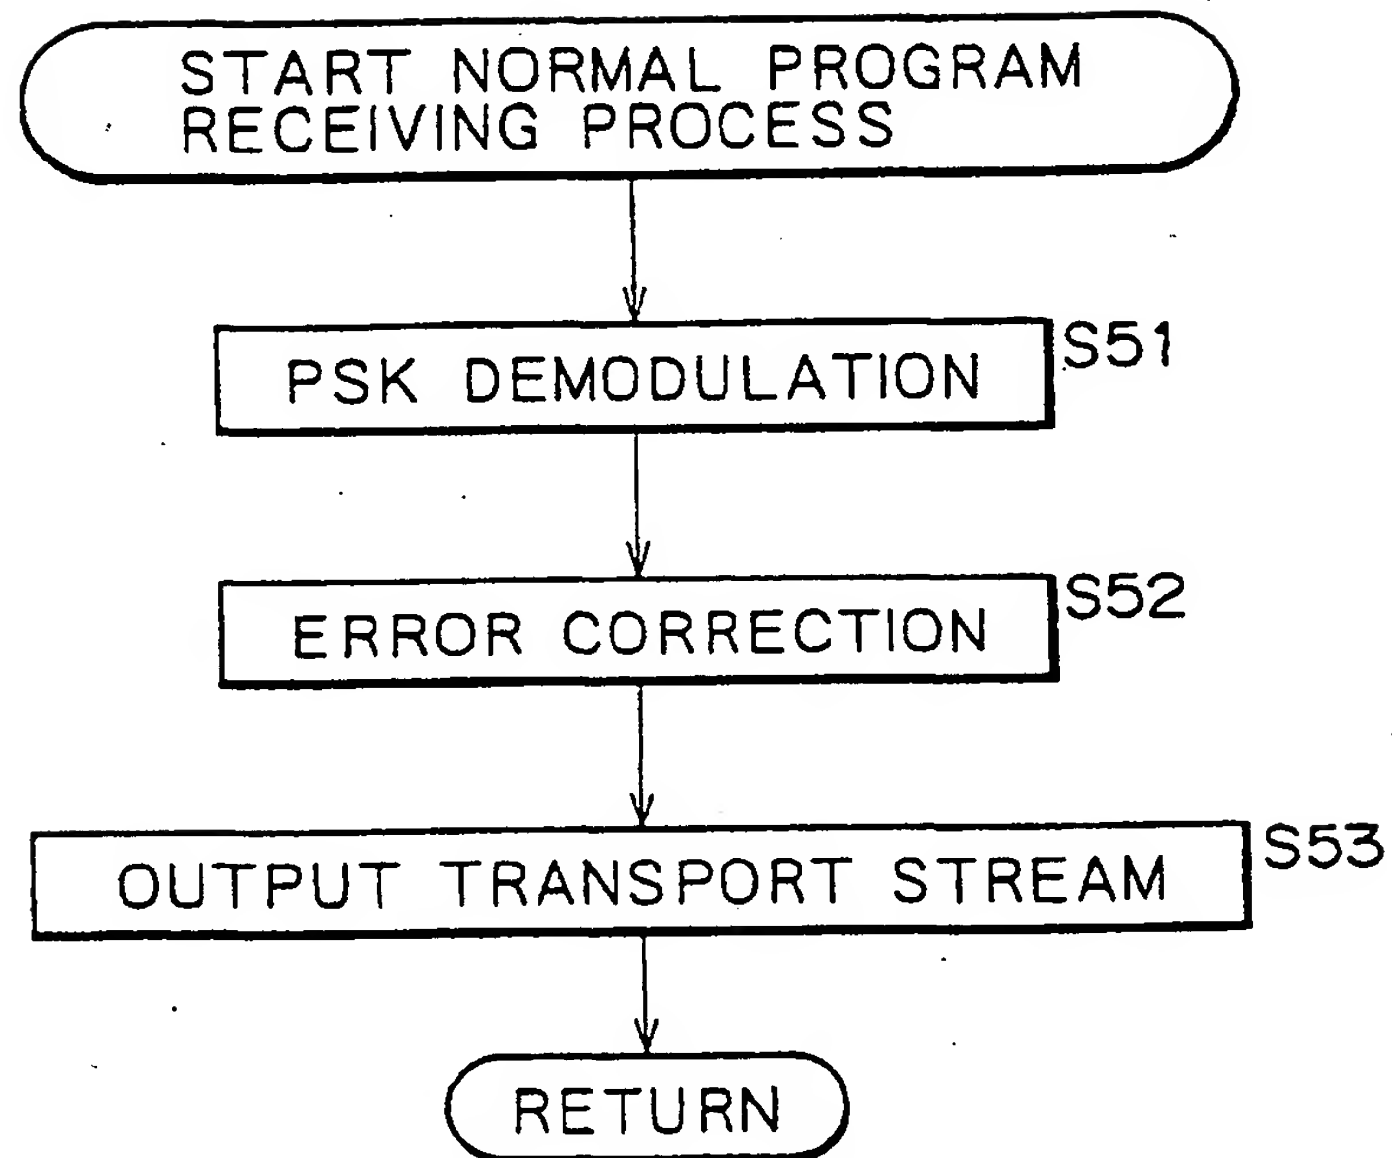 START NORMAL PROGRAM
RECEIVING PROCESS
PSK DEMODULATION
S51
ERROR CORRECTION
S52
OUTPUT TRANSPORT STREAM
S53
RETURN